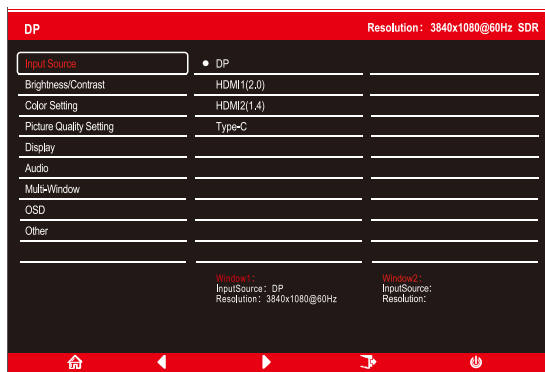 DP
Resolution: 3840x1080@60Hz SDR
Input Source
DP
Brightness/Contrast
HDMI1(2.0)
Color Setting
HDMI2(1.4)
Picture Quality Setting
Type-C
Display
Audio
Multi-Window
OSD
Other
Window1:
InputSource: DP
Resolution: 3840x1080@60Hz
Window2:
InputSource:
Resolution: